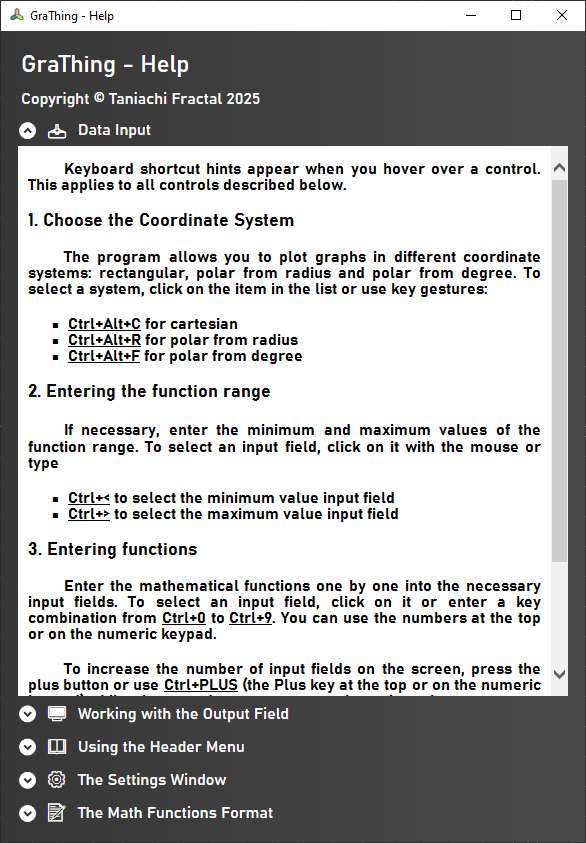 GraThing - Help
GraThing - Help
Copyright © Taniachi Fractal 2025
Data Input
Keyboard shortcut hints appear when you hover over a control.
This applies to all controls described below.
1. Choose the Coordinate System
The program allows you to plot graphs in different coordinate
systems: rectangular, polar from radius and polar from degree. To
select a system, click on the item in the list or use key gestures:
▪ Ctrl+Alt+C for cartesian
▪ Ctrl+Alt+R for polar from radius
▪ Ctrl+Alt+F for polar from degree
2. Entering the function range
If necessary, enter the minimum and maximum values of the
function range. To select an input field, click on it with the mouse or
type
▪ Ctrl+< to select the minimum value input field
▪ Ctrl+> to select the maximum value input field
3. Entering functions
Enter the mathematical functions one by one into the necessary
input fields. To select an input field, click on it or enter a key
combination from Ctrl+0 to Ctrl+9. You can use the numbers at the top
or on the numeric keypad.
To increase the number of input fields on the screen, press the
plus button or use Ctrl+PLUS (the Plus key at the top or on the numeric
Working with the Output Field
Using the Header Menu
The Settings Window
The Math Functions Format